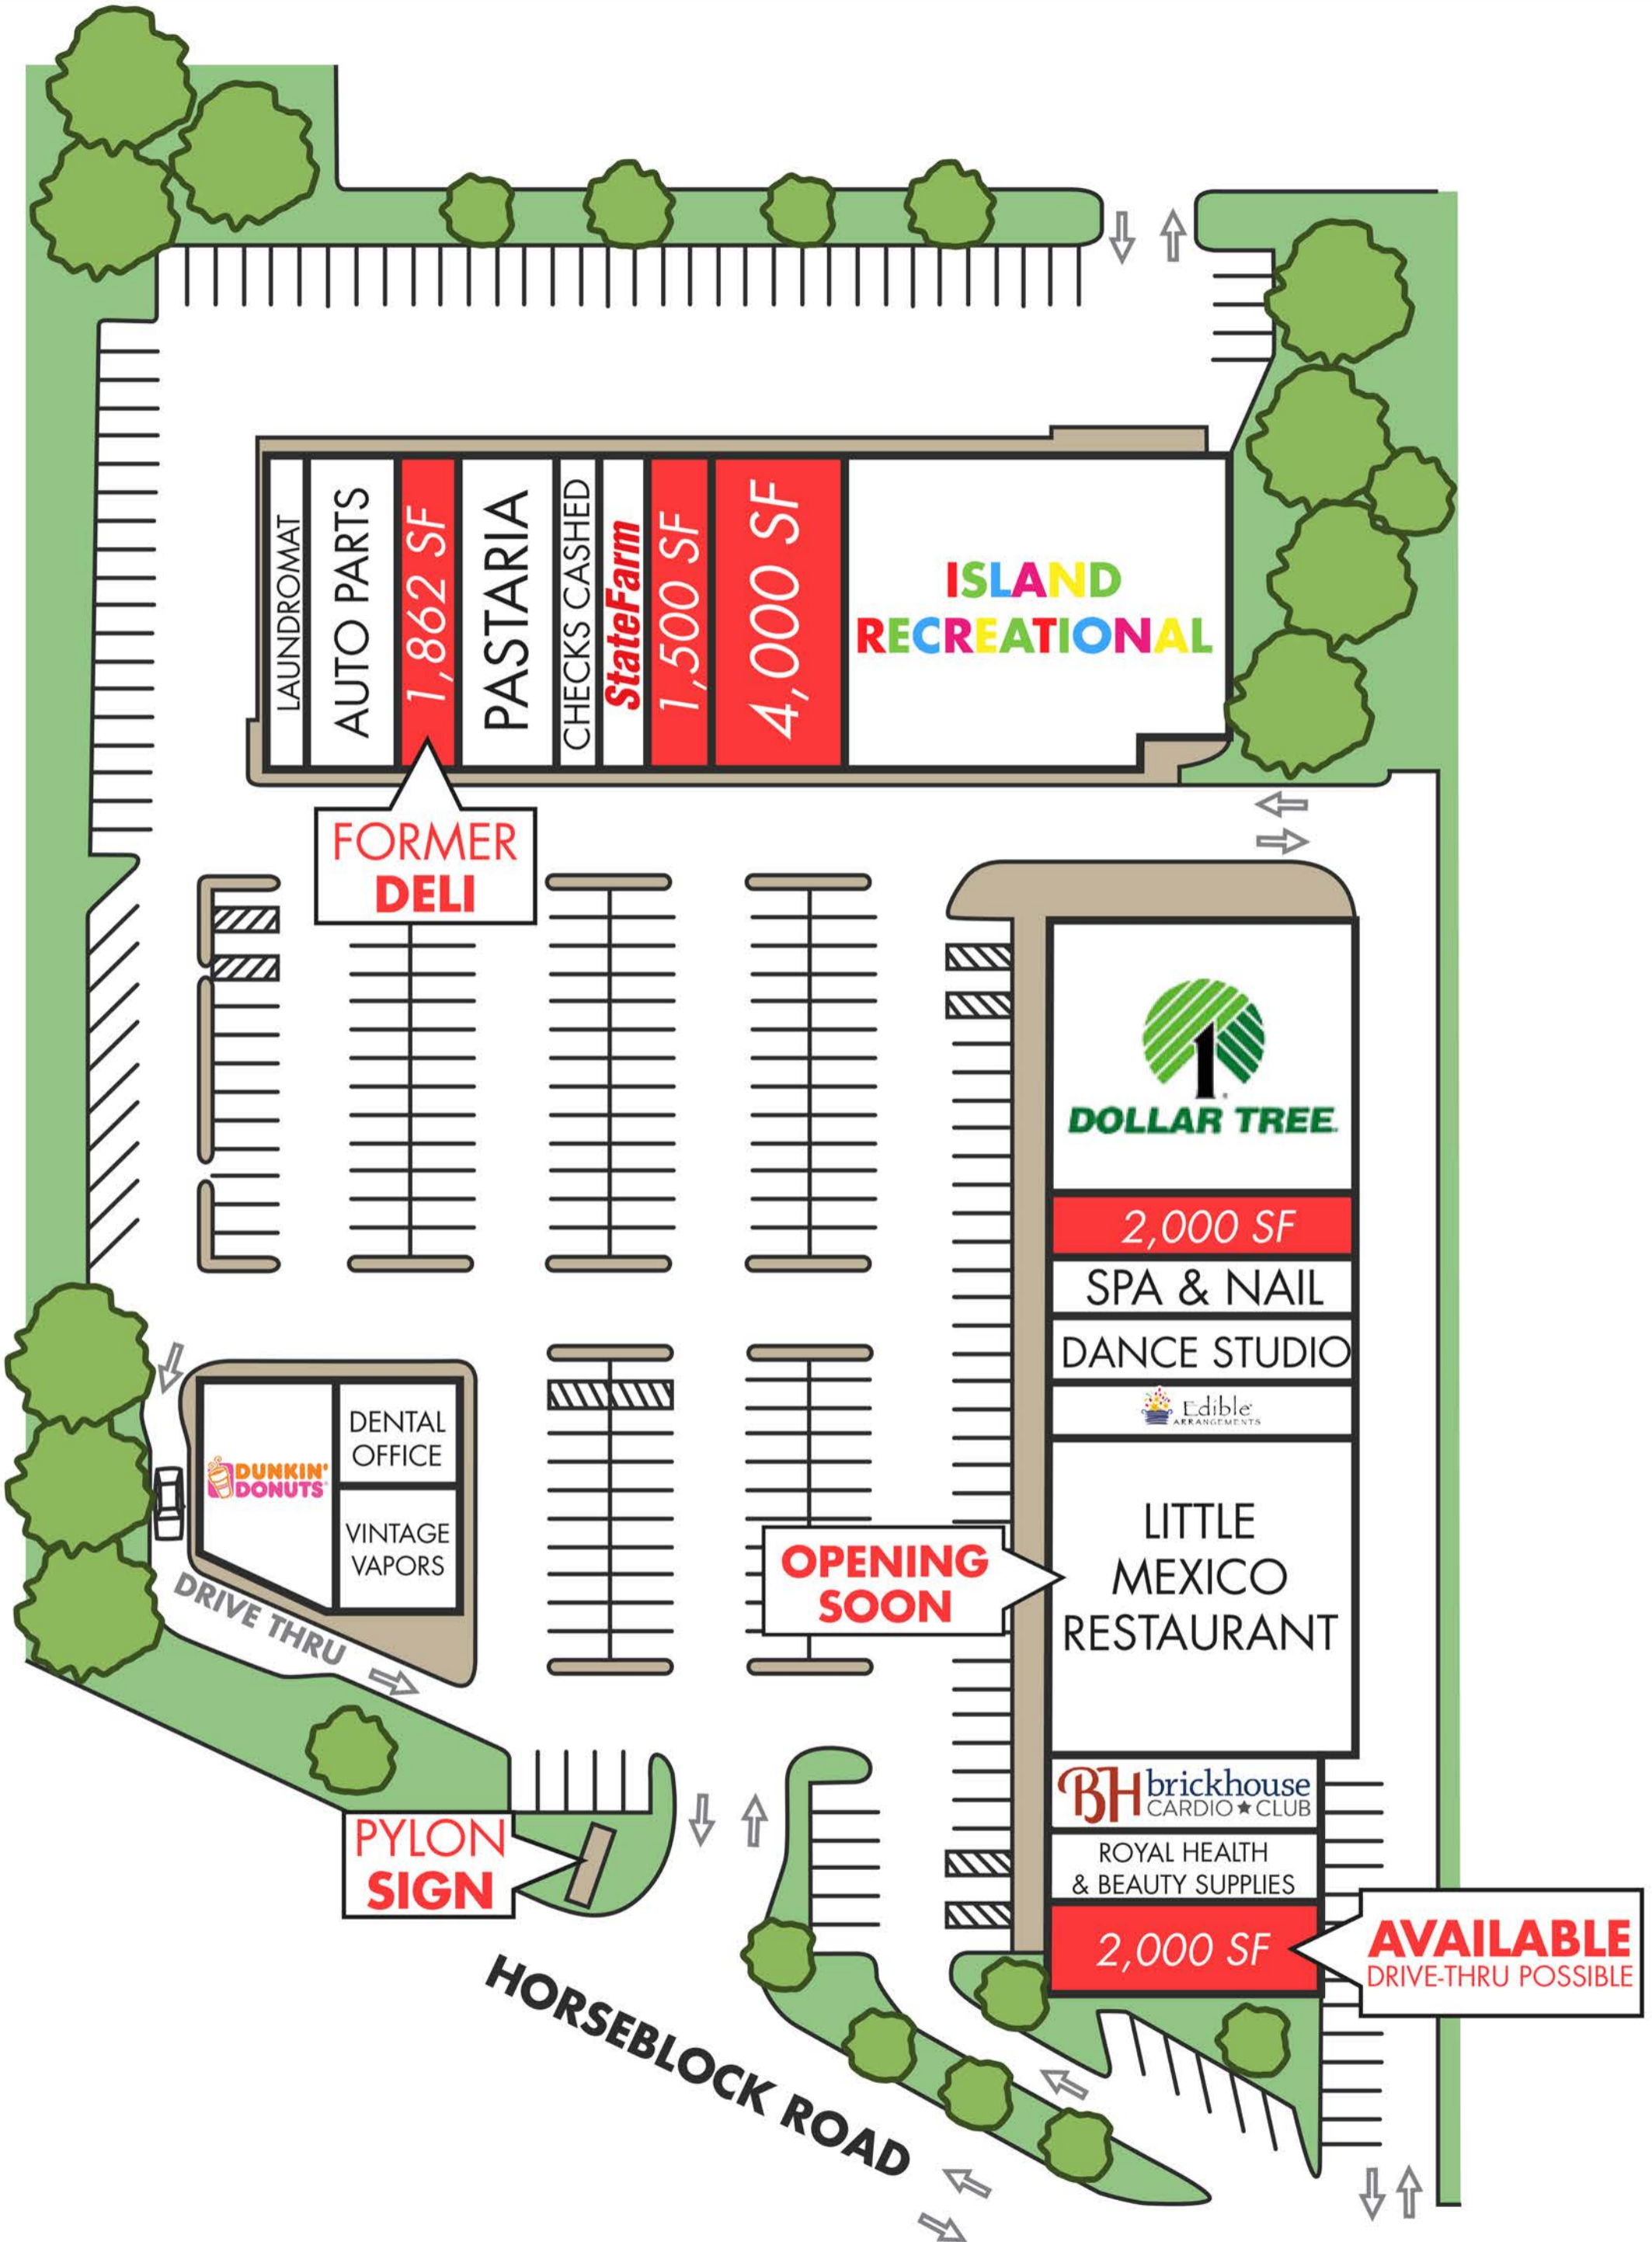 LAUNDROMAT
AUTO PARTS
1,862 SF
PASTARIA
CHECKS CASHED
StateFarm
1,500 SF
4,000 SF
ISLAND
RECREATIONAL
FORMER
DELI
1
DOLLAR TREE
2,000 SF
SPA & NAIL
DANCE STUDIO
Edible
ARRANGEMENTS
DUNKIN'
DONUTS
DENTAL
OFFICE
VINTAGE
VAPORS
DRIVE THRU
OPENING
SOON
LITTLE
MEXICO
RESTAURANT
BH brickhouse
CARDIO★CLUB
ROYAL HEALTH
& BEAUTY SUPPLIES
2,000 SF
AVAILABLE
DRIVE-THRU POSSIBLE
PYLON
SIGN
HORSEBLOCK ROAD